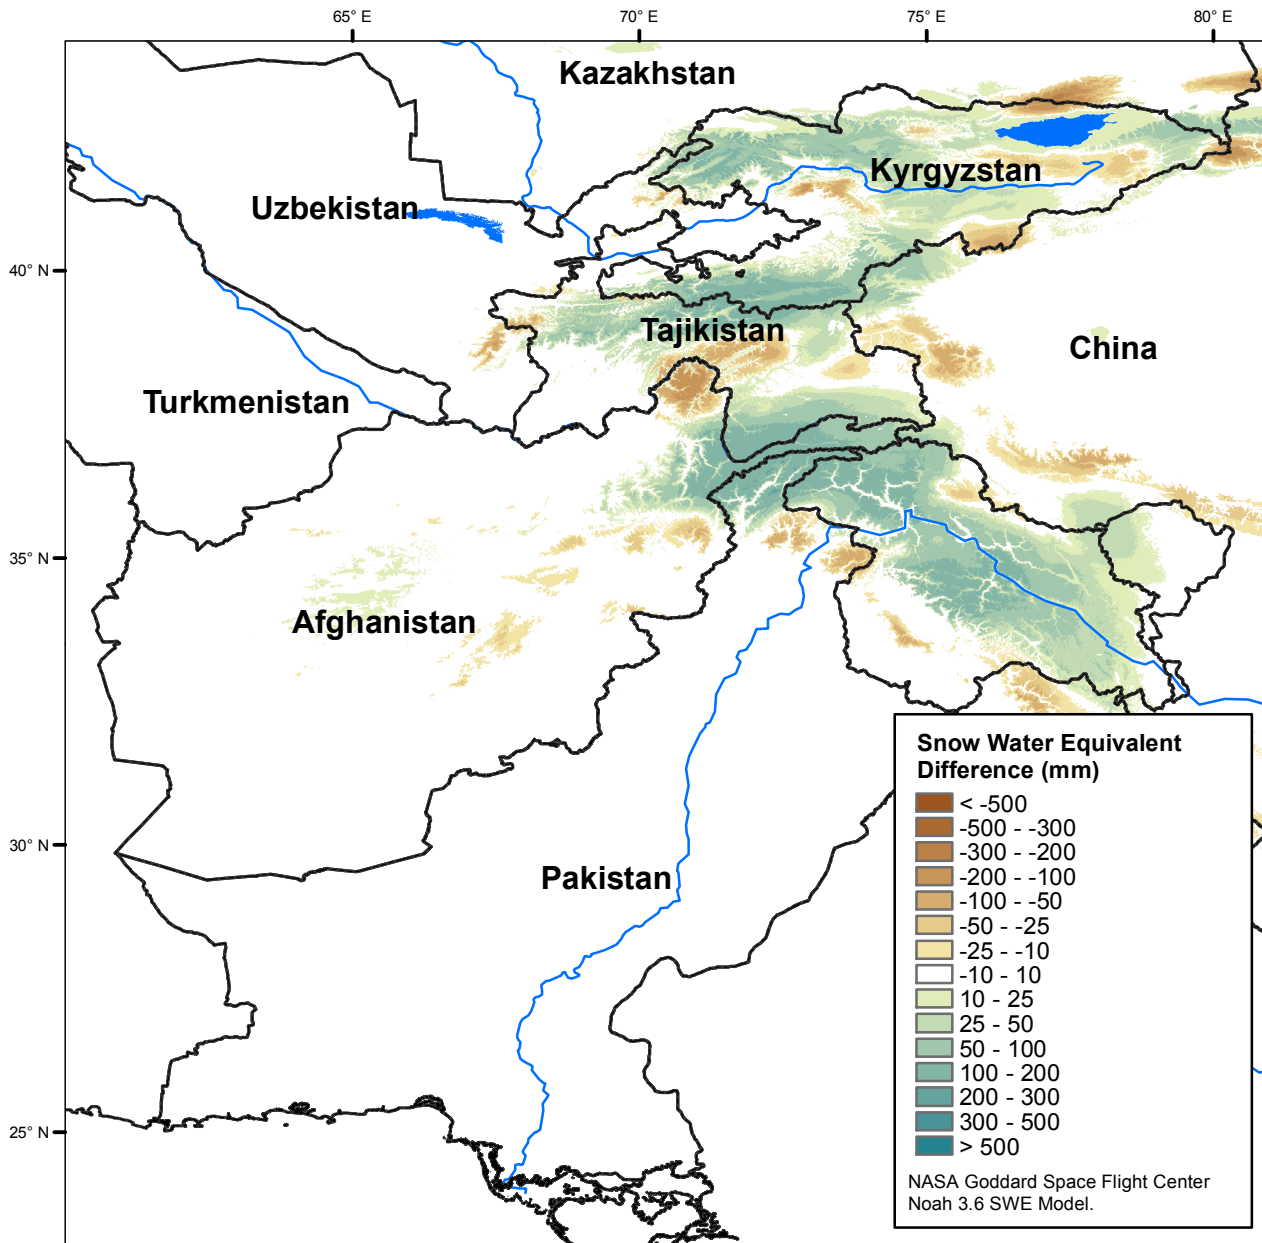 65° E 70° E 75° E 80° E
Kazakhstan
Kyrgyzstan
Uzbekistan
40° N
Tajikistan
China
Turkmenistan
35° N
Afghanistan
Snow Water Equivalent
Difference (mm)
< -500
-500 - -300
30° N
-300 - -200
Pakistan
-200 - -100
-100 - -50
-50 - -25
-25 - -10
-10 - 10
10 - 25
25 - 50
50 - 100
100 - 200
200 - 300
300 - 500
25° N
> 500
NASA Goddard Space Flight Center
Noah 3.6 SWE Model.